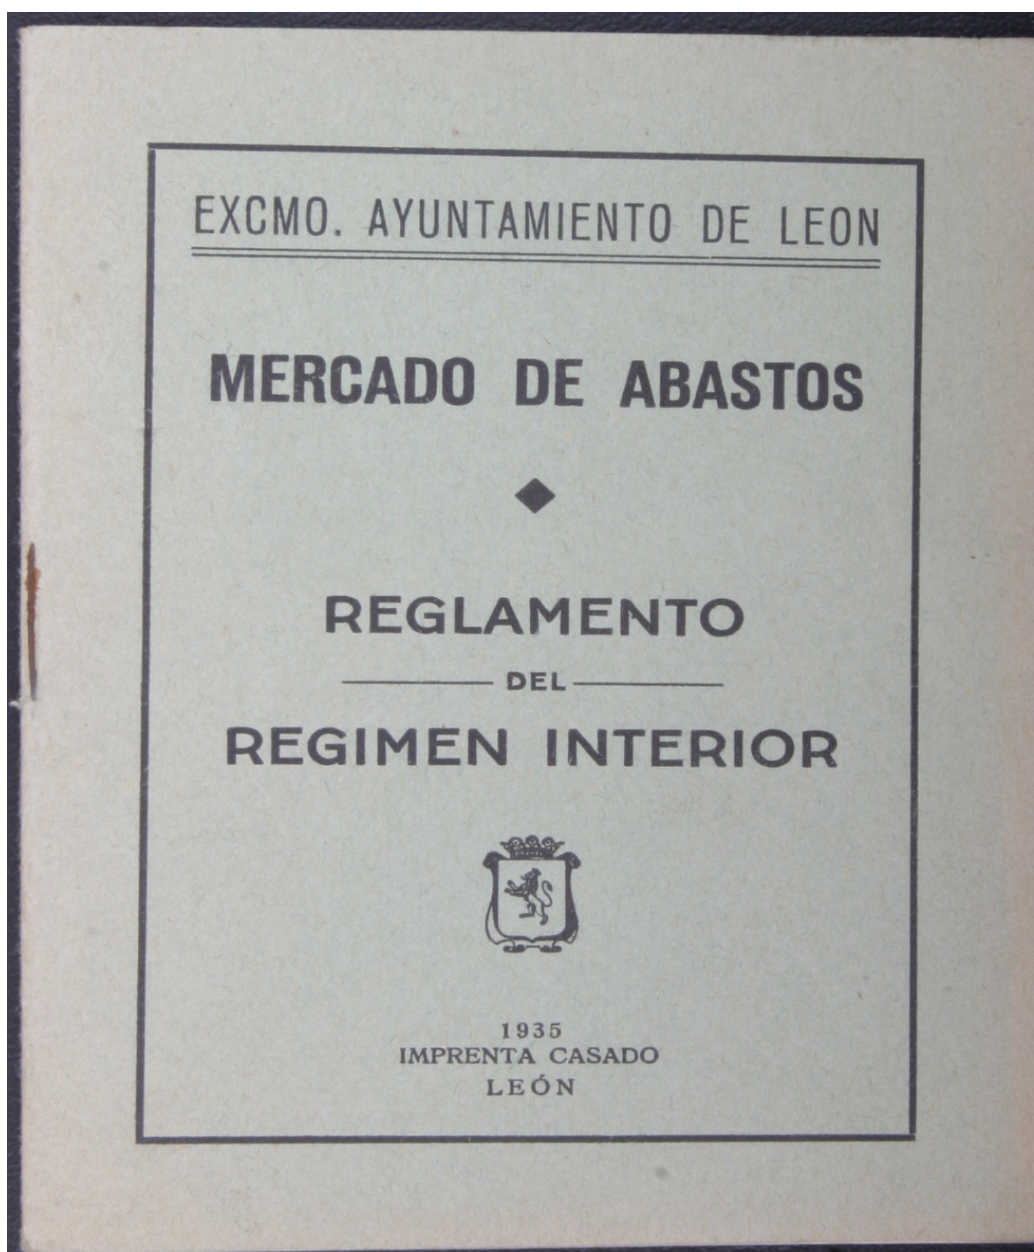 EXCMO. AYUNTAMIENTO DE LEON
MERCADO DE ABASTOS
REGLAMENTO
DEL
REGIMEN INTERIOR
1935
IMPRENTA CASADO
LEÓN